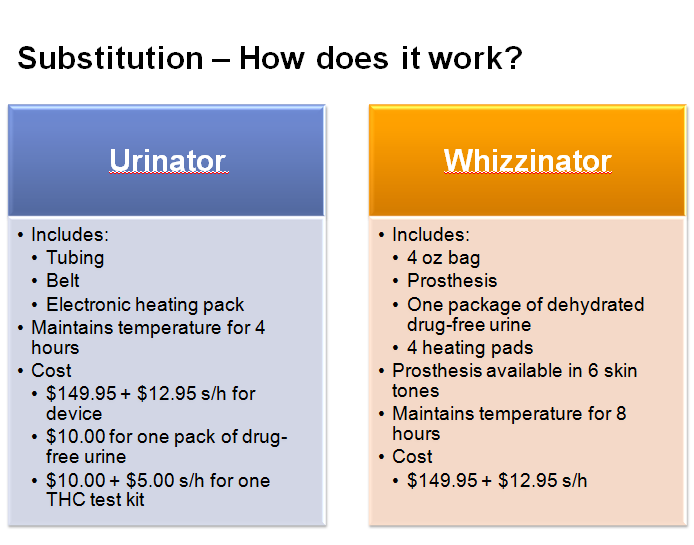 Substitution – How does it work?
Urinator
• Includes:
• Tubing
• Belt
• Electronic heating pack
• Maintains temperature for 4
hours
• Cost
• $149.95 + $12.95 s/h for
device
• $10.00 for one pack of drug-
free urine
• $10.00 + $5.00 s/h for one
THC test kit
Whizzinator
• Includes:
• 4 oz bag
• Prosthesis
• One package of dehydrated
drug-free urine
• 4 heating pads
• Prosthesis available in 6 skin
tones
• Maintains temperature for 8
hours
• Cost
• $149.95 + $12.95 s/h